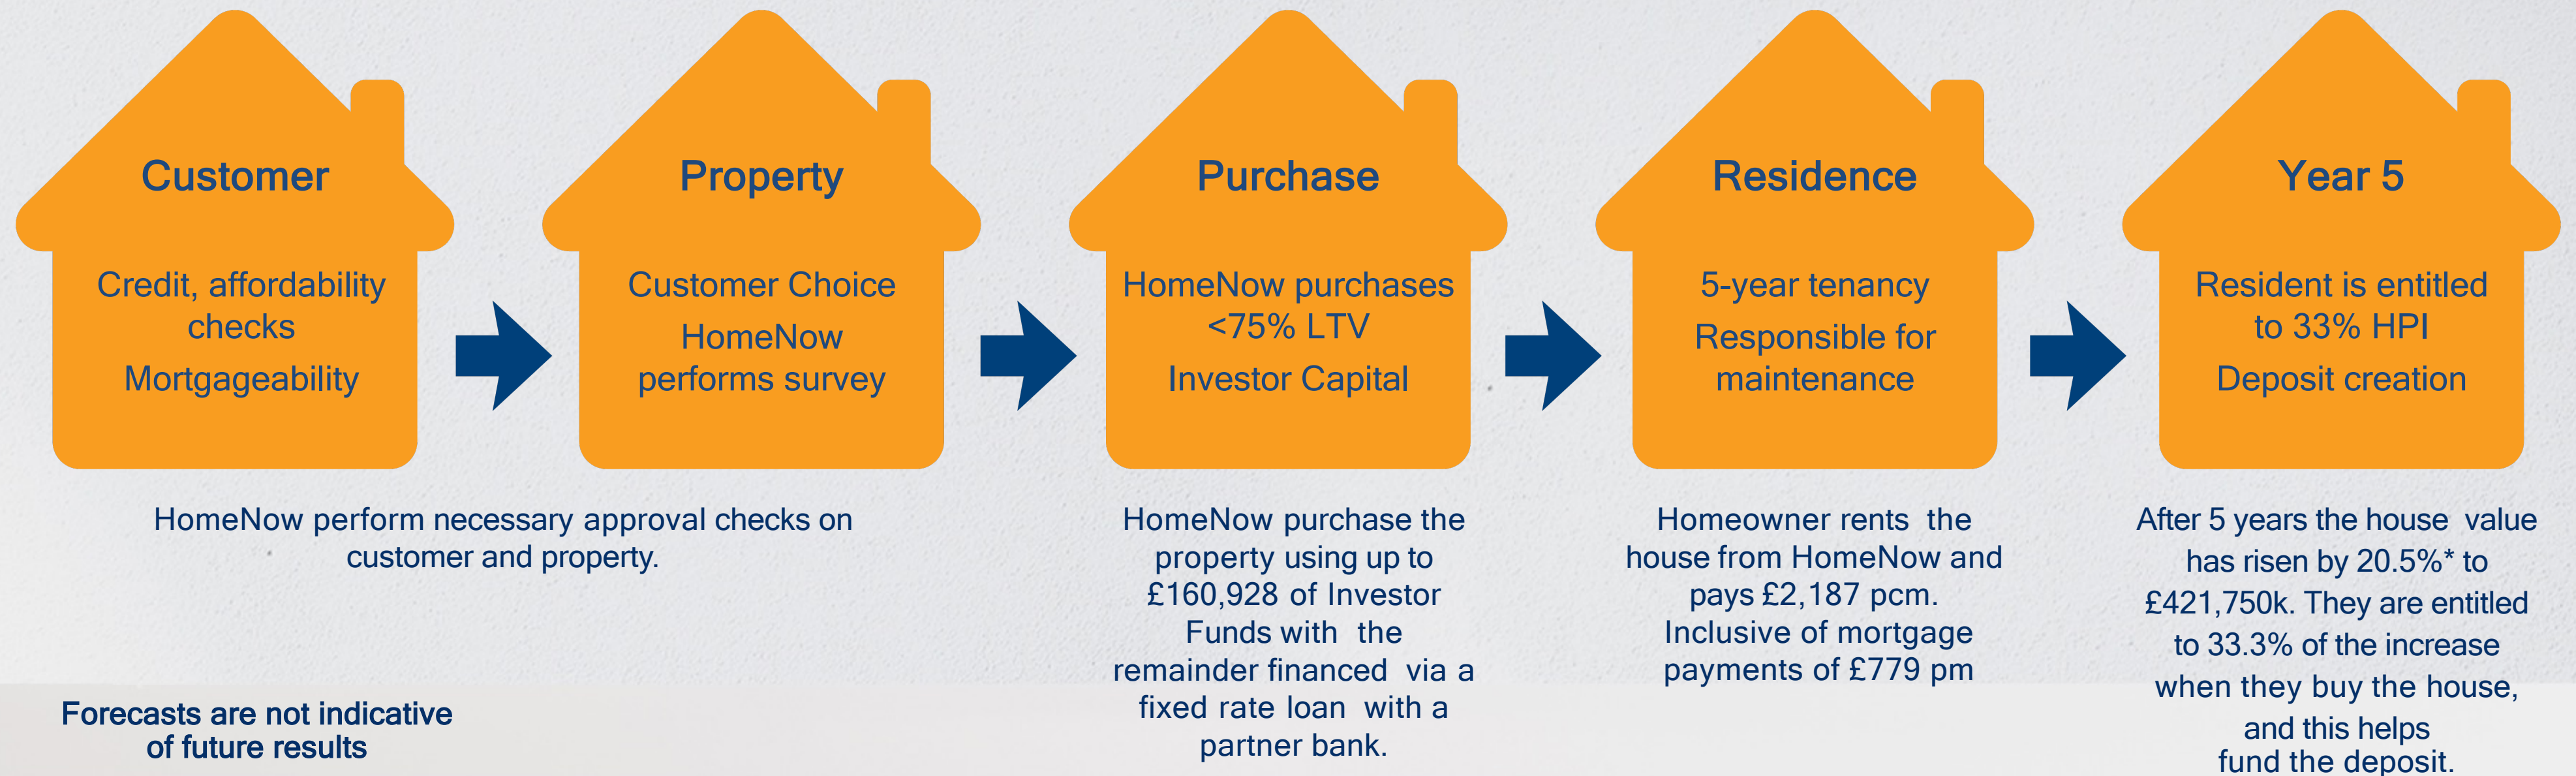 Customer
Credit, affordability
checks
Mortgageability
Property
Customer Choice
HomeNow
performs survey
Purchase
HomeNow purchases
<75% LTV
Investor Capital
Residence
5-year tenancy
Responsible for
maintenance
Year 5
Resident is entitled
to 33% HPI
Deposit creation
HomeNow perform necessary approval checks on
customer and property.
HomeNow purchase the
property using up to
£160,928 of Investor
Funds with the
remainder financed via a
fixed rate loan with a
partner bank.
Homeowner rents the
house from HomeNow and
pays £2,187 pcm.
Inclusive of mortgage
payments of £779 pm
After 5 years the house value
has risen by 20.5%* to
£421,750k. They are entitled
to 33.3% of the increase
when they buy the house,
and this helps
fund the deposit.
Forecasts are not indicative
of future results